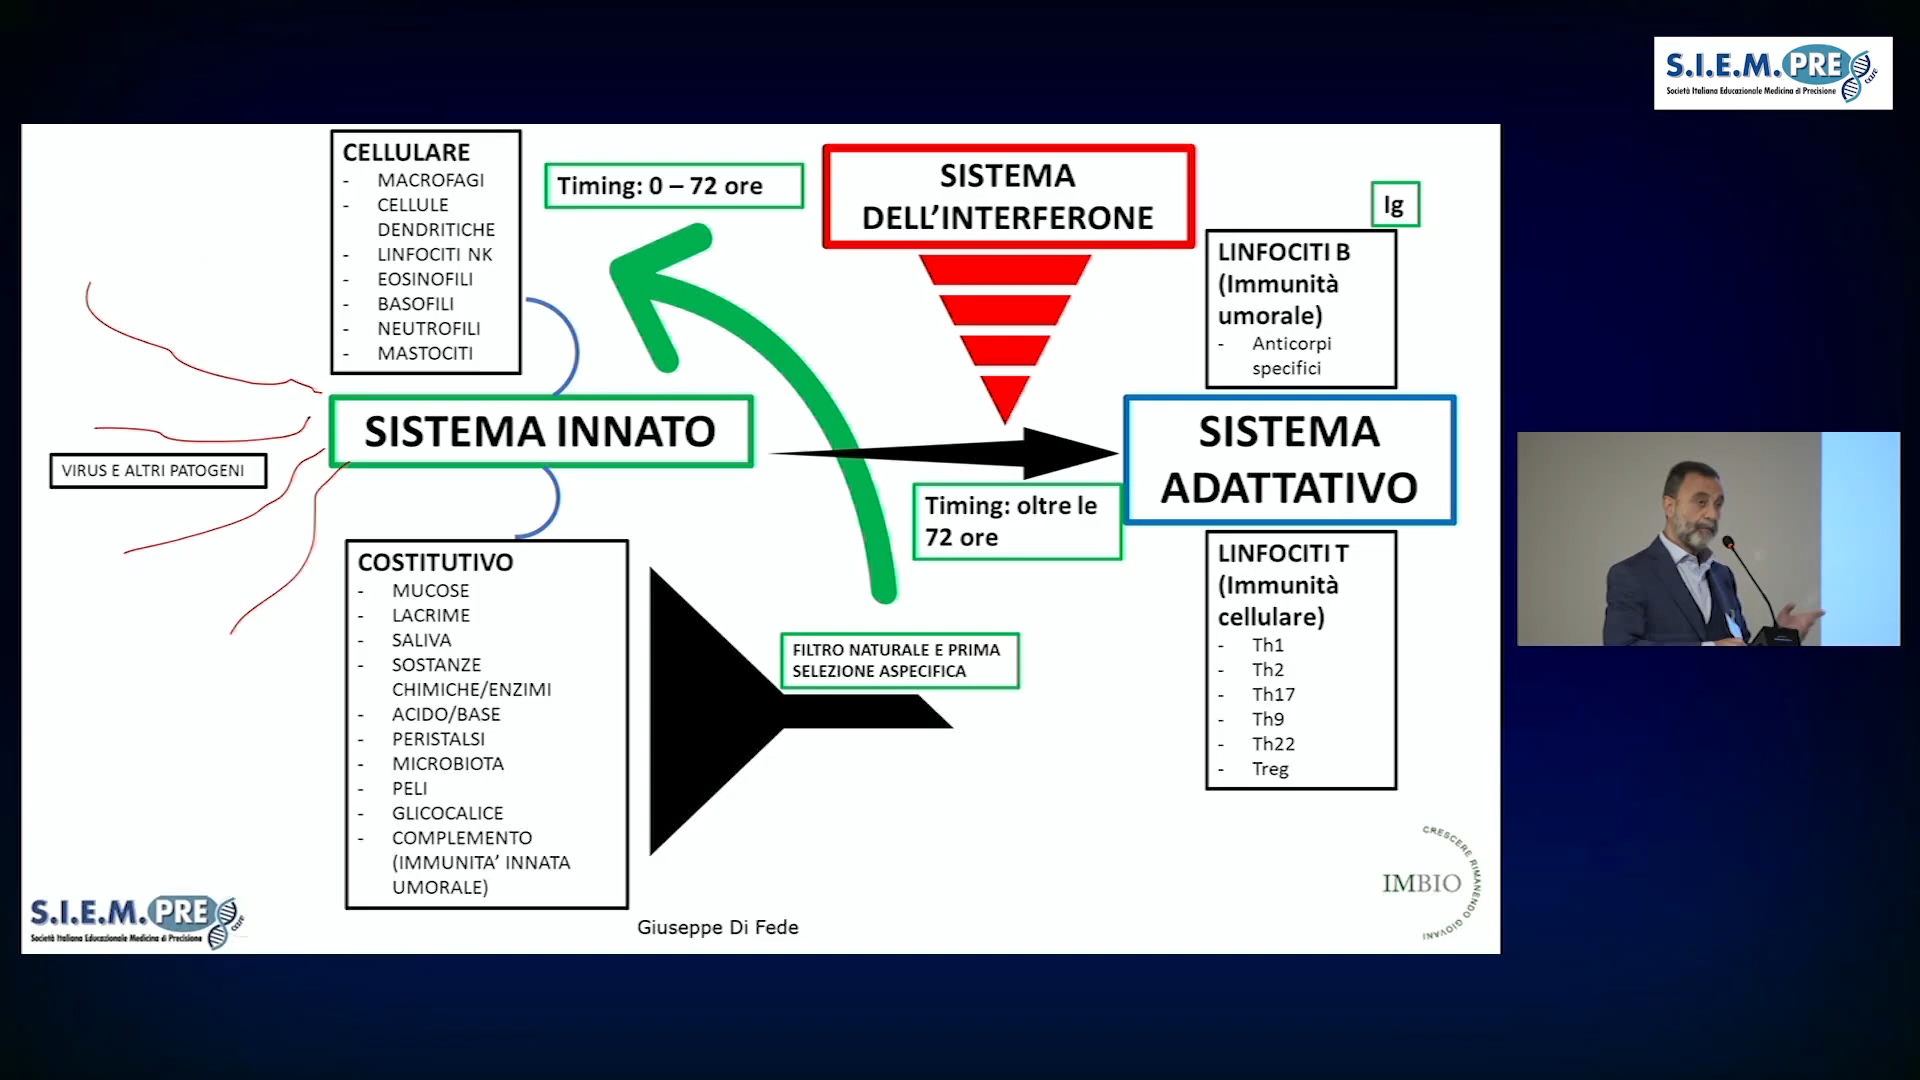 S.I.E.M.PRE
care
Società Italiana Educazionale Medicina di Precisione
CELLULARE
- MACROFAGI
- CELLULE
DENDRITICHE
- LINFOCITI NK
- EOSINOFILI
- BASOFILI
- NEUTROFILI
- MASTOCITI
Timing: 0 – 72 ore
SISTEMA
DELL’INTERFERONE
Ig
LINFOCITI B
(Immunità
umorale)
- Anticorpi
specifici
SISTEMA INNATO
VIRUS E ALTRI PATOGENI
SISTEMA
ADATTATIVO
Timing: oltre le
72 ore
COSTITUTIVO
- MUCOSE
- LACRIME
- SALIVA
- SOSTANZE
CHIMICHE/ENZIMI
- ACIDO/BASE
- PERISTALSI
- MICROBIOTA
- PELI
- GLICOCALICE
- COMPLEMENTO
(IMMUNITA’ INNATA
UMORALE)
FILTRO NATURALE E PRIMA
SELEZIONE ASPECIFICA
LINFOCITI T
(Immunità
cellulare)
- Th1
- Th2
- Th17
- Th9
- Th22
- Treg
CRESCERE RIMANENDO GIOVANI
IMBIO
S.I.E.M.PRE
care
Società Italiana Educazionale Medicina di Precisione
Giuseppe Di Fede